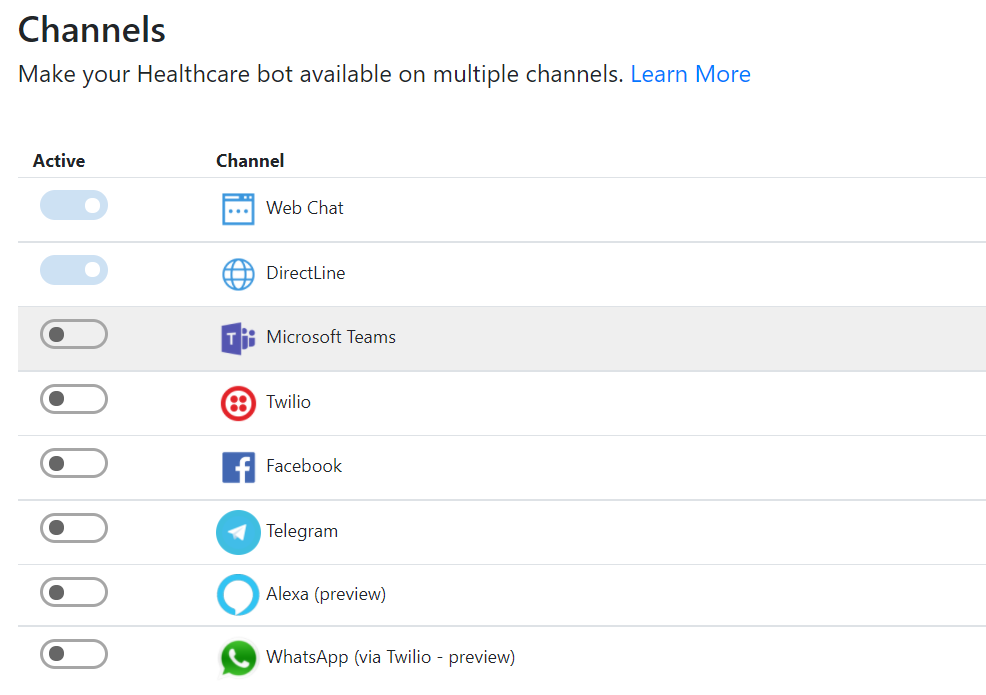 Channels
Make your Healthcare bot available on multiple channels. Learn More
Active Channel
Web Chat
DirectLine
T Microsoft Teams
Twilio
f Facebook
Telegram
Alexa (preview)
WhatsApp (via Twilio - preview)